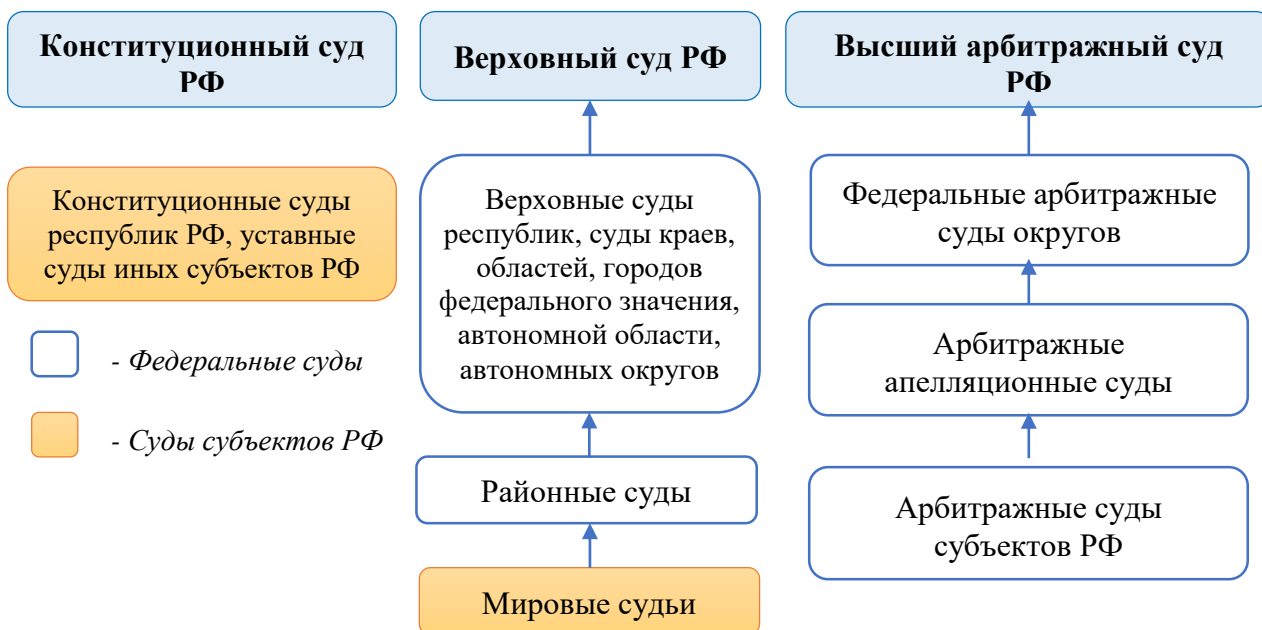 Конституционный суд
РФ
Конституционные суды
республик РФ, уставные
суды иных субъектов РФ
- Федеральные суды
- Суды субъектов РФ
Верховный суд РФ
Верховные суды
республик, суды краев,
областей, городов
федерального значения,
автономной области,
автономных округов
Районные суды
Мировые судьи
Высший арбитражный суд
РФ
Федеральные арбитражные
суды округов
Арбитражные
апелляционные суды
Арбитражные суды
субъектов РФ